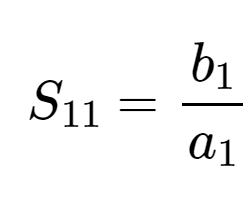 S₁₁ = b₁/a₁